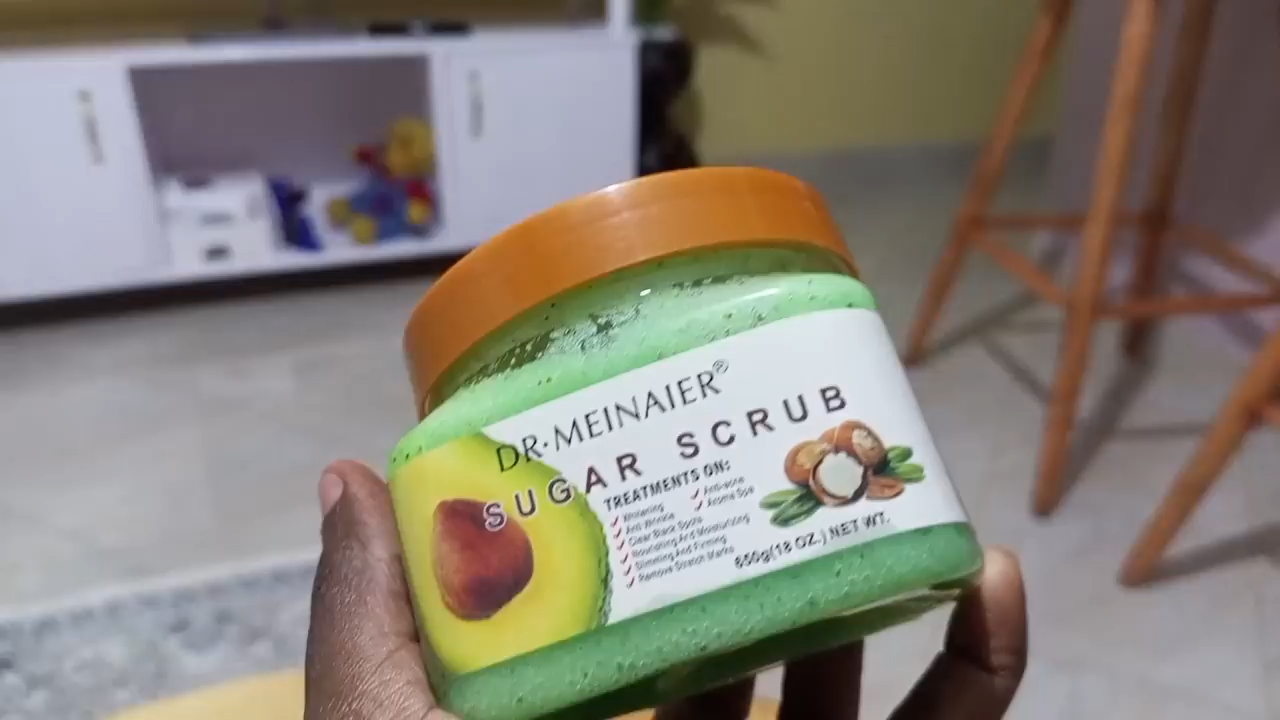 DR·MEINAIER®
SUGAR SCRUB
TREATMENTS ON:
✓ Whitening
✓ Anti Wrinkle
✓ Clear Black Spots
✓ Nourishing And Moisturizing
✓ Slimming And Firming
✓ Remove Stretch Marks
✓ Anti-acne
✓ Aroma Spa
650g(18 OZ.) NET WT.